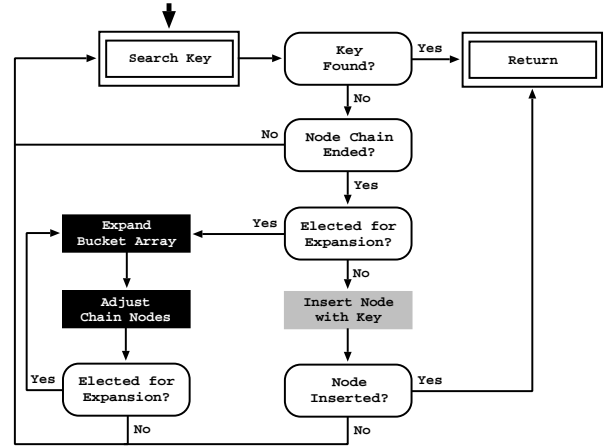 Search Key
Key
Found?
Yes
Return
No
No
Node Chain
Ended?
Yes
Expand
Bucket Array
Yes
Elected for
Expansion?
No
Adjust
Chain Nodes
Insert Node
with Key
Yes
Elected for
Expansion?
Node
Inserted?
Yes
No
No